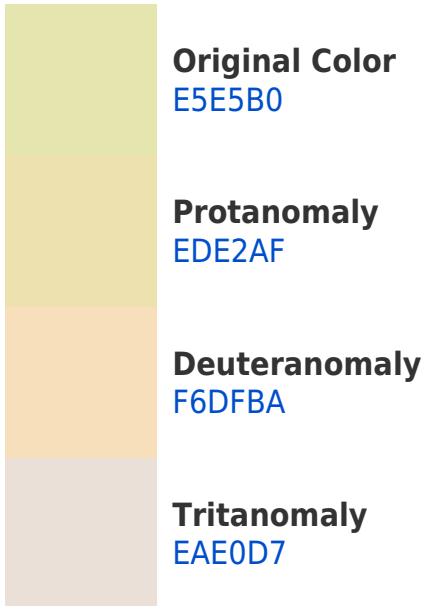 Original Color
E5E5B0
Protanomaly
EDE2AF
Deuteranomaly
F6DFBA
Tritanomaly
EAE0D7